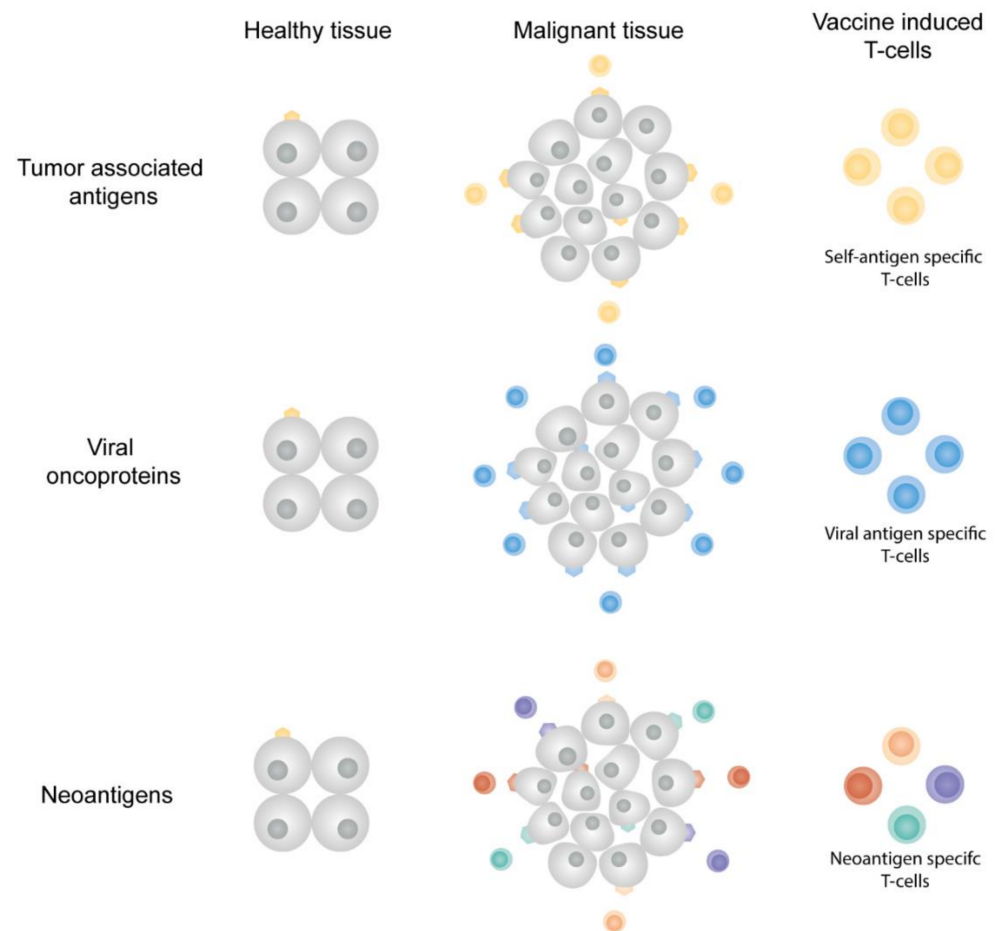 Healthy tissue
Malignant tissue
Vaccine induced
T-cells
Tumor associated
antigens
Self-antigen specific
T-cells
Viral
oncoproteins
Viral antigen specific
T-cells
Neoantigens
Neoantigen specifc
T-cells